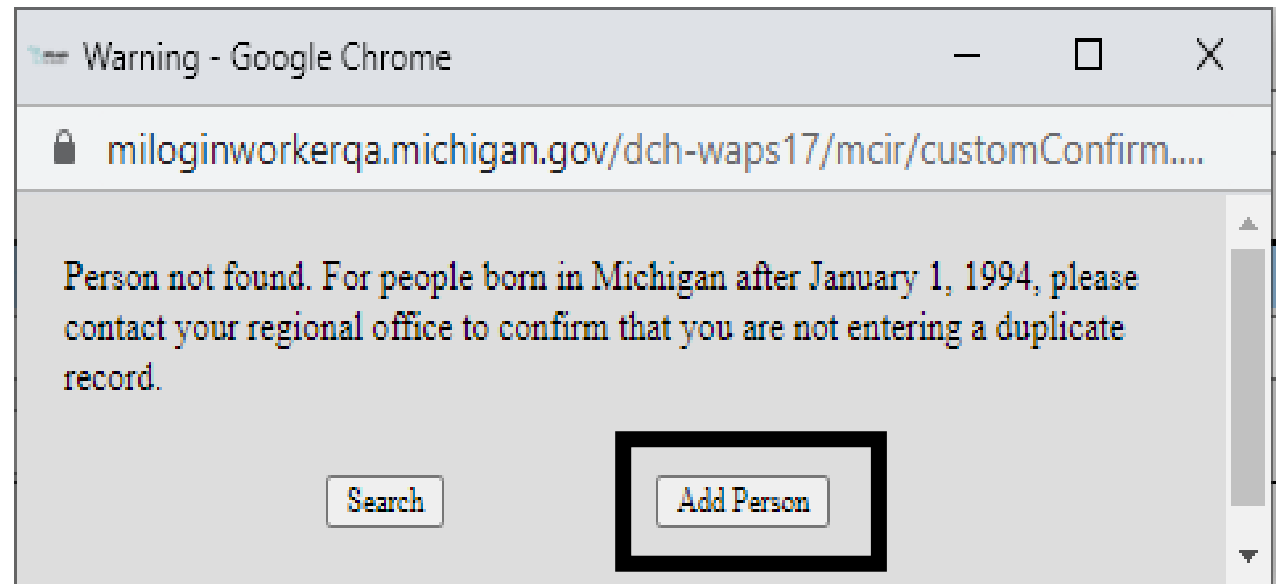 Warning - Google Chrome
miloginworkerqa.michigan.gov/dch-waps17/mcir/customConfirm....
Person not found. For people born in Michigan after January 1, 1994, please
contact your regional office to confirm that you are not entering a duplicate
record.
Search Add Person